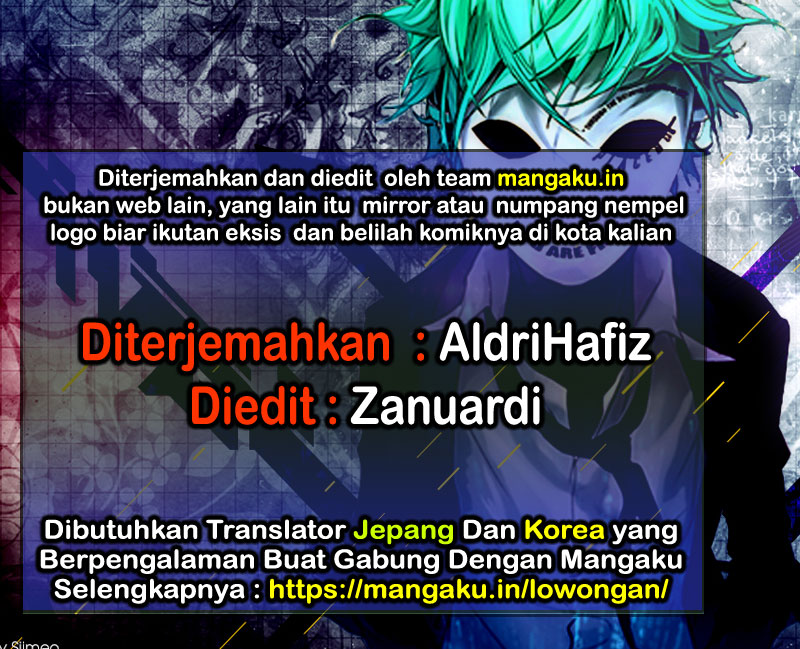 Diterjemahkan dan diedit oleh team mangaku.in
bukan web lain, yang lain itu mirror atau numpang nempel
logo biar ikutan eksis dan belilah komiknya di kota kalian
ARE
Diterjemahkan : AldriHafiz
Diedit : Zanuardi
Dibutuhkan Translator Jepang Dan Korea yang
Berpengalaman Buat Gabung Dengan Mangaku
Selengkapnya : https://mangaku.in/lowongan/